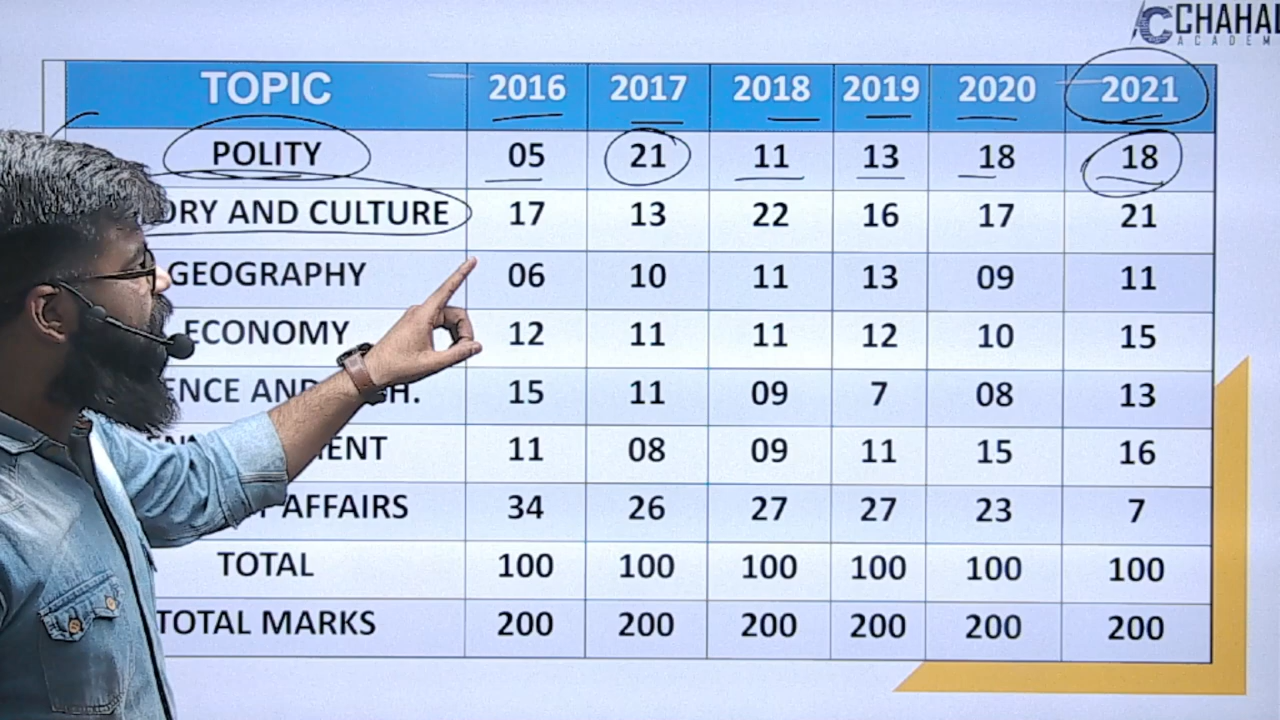 CHAHAL
ACADEM
TOPIC 2016 2017 2018 2019 2020 2021
POLITY 05 21 11 13 18 18
ORY AND CULTURE 17 13 22 16 17 21
GEOGRAPHY 06 10 11 13 09 11
ECONOMY 12 11 11 12 10 15
ENCE AND H. 15 11 09 7 08 13
ENT 11 08 09 11 15 16
AFFAIRS 34 26 27 27 23 7
TOTAL 100 100 100 100 100 100
TOTAL MARKS 200 200 200 200 200 200